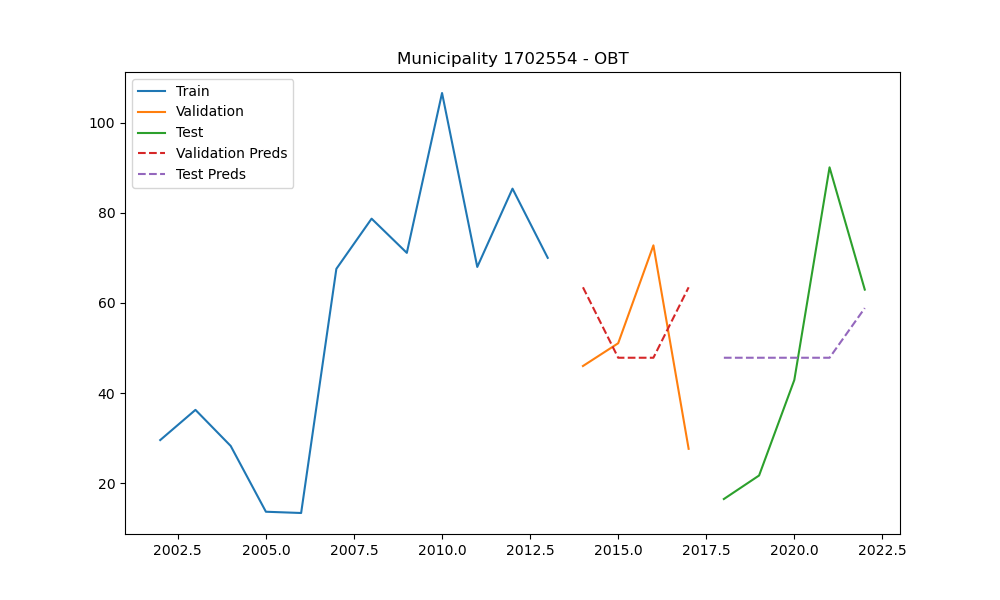 Municipality 1702554 - OBT
Train
Validation
Test
Validation Preds
Test Preds
100
80
60
40
20
2002.5 2005.0 2007.5 2010.0 2012.5 2015.0 2017.5 2020.0 2022.5